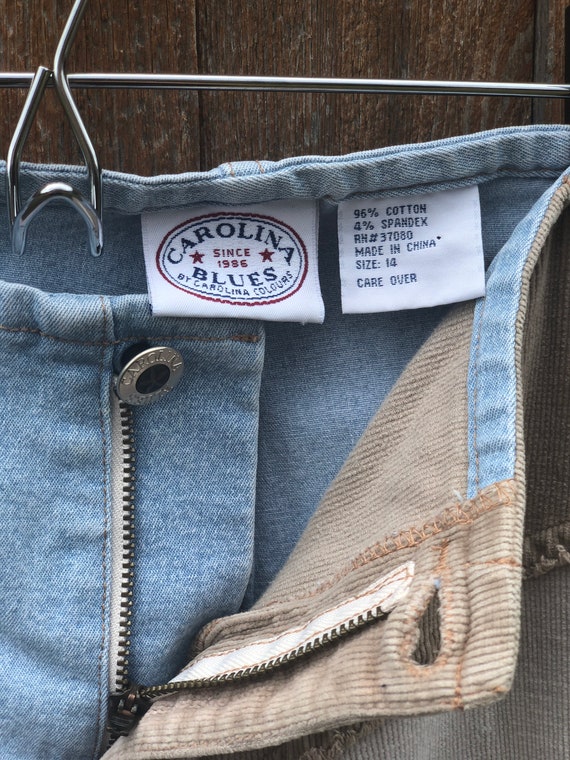 CAROLINA
SINCE
1986
BLUES
BY CAROLINA COLOURS
96% COTTON
4% SPANDEX
RN#37080
MADE IN CHINA
SIZE: 14
CARE OVER